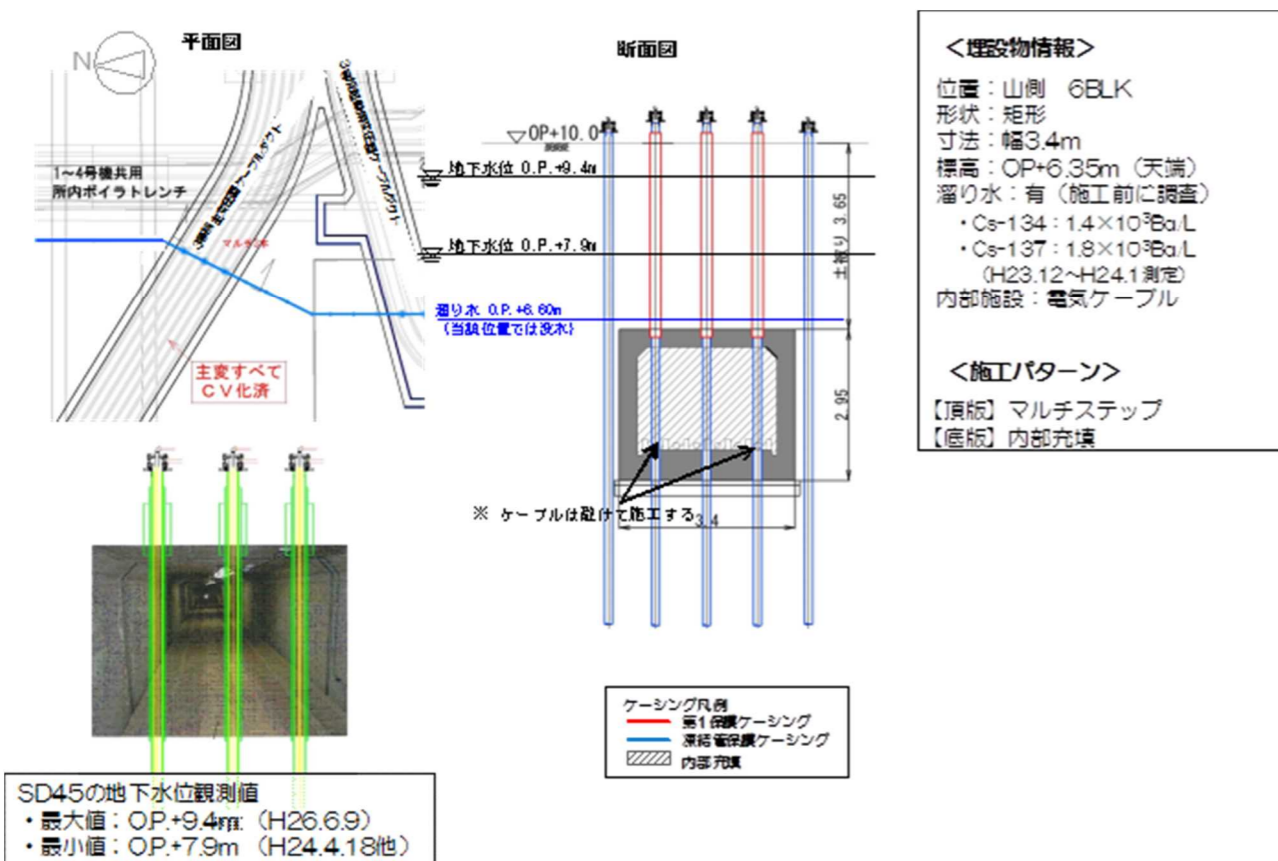 平面図
N
1~4号機共用
所内ボイラトレンチ
主変すべて
CV化済
断面図
OP+10.0
地下水位 O.P.+9.4m
地下水位 O.P.+7.9m
溜り水 O.P.+6.60m
(当該位置では没水)
土被り 3.65
2.95
3.4
※ ケーブルは避けて施工する
ケーシング凡例
第1保護ケーシング
凍結管保護ケーシング
内部充填
<埋設物情報>
位置:山側 6BLK
形状:矩形
寸法:幅3.4m
標高:OP+6.35m(天端)
溜り水:有(施工前に調査)
・Cs-134:1.4×10³Bq/L
・Cs-137:1.8×10³Bq/L
(H23.12~H24.1測定)
内部施設:電気ケーブル
<施工パターン>
【頂版】マルチステップ
【底版】内部充填
SD45の地下水位観測値
・最大値:O.P.+9.4m:(H26.6.9)
・最小値:O.P.+7.9m(H24.4.18他)